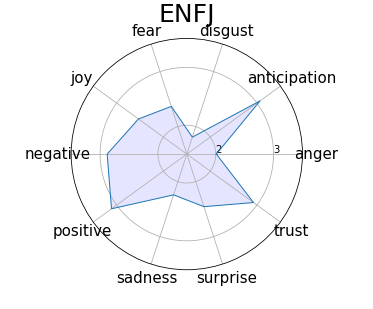 ENFJ
fear disgust
joy anticipation
negative 2 3 anger
positive trust
sadness surprise